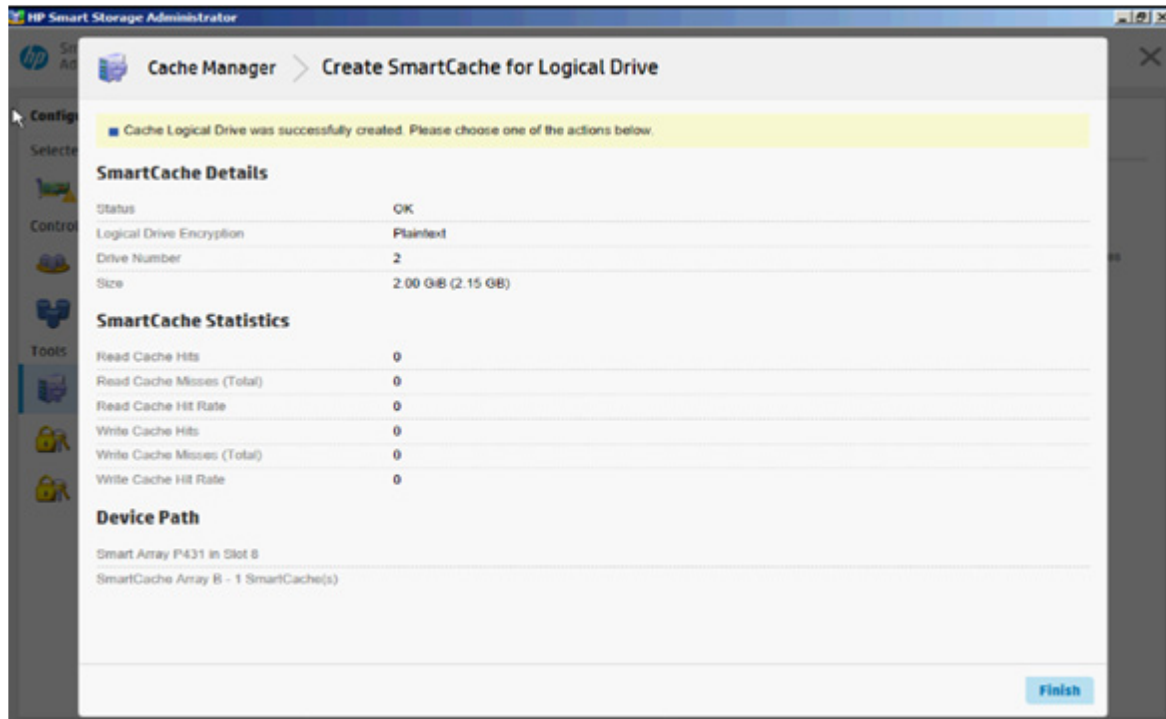 HP Smart Storage Administrator
hp
Cache Manager > Create SmartCache for Logical Drive
Cache Logical Drive was successfully created. Please choose one of the actions below.
Configu
Selecte
Control
Tools
SmartCache Details
Status OK
Logical Drive Encryption Plaintext
Drive Number 2
Size 2.00 GiB (2.15 GB)
SmartCache Statistics
Read Cache Hits 0
Read Cache Misses (Total) 0
Read Cache Hit Rate 0
Write Cache Hits 0
Write Cache Misses (Total) 0
Write Cache Hit Rate 0
Device Path
Smart Array P431 in Slot 8
SmartCache Array B - 1 SmartCache(s)
Finish